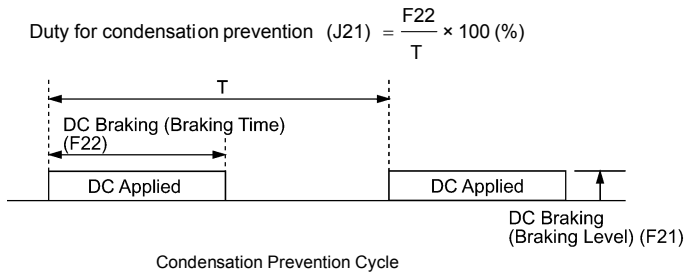 Duty for condensation prevention (J21) = F22 / T × 100 (%)
T
DC Braking (Braking Time)
(F22)
DC Applied
DC Applied
DC Braking
(Braking Level) (F21)
Condensation Prevention Cycle